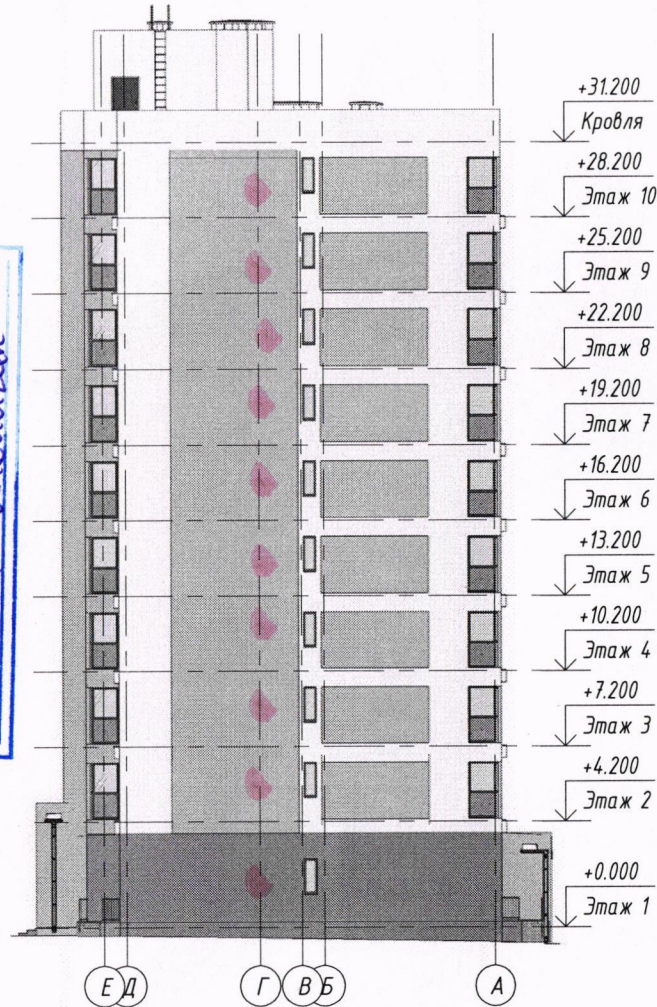 +31.200
Кровля
+28.200
Этаж 10
+25.200
Этаж 9
+22.200
Этаж 8
+19.200
Этаж 7
+16.200
Этаж 6
+13.200
Этаж 5
+10.200
Этаж 4
+7.200
Этаж 3
+4.200
Этаж 2
+0.000
Этаж 1
Е Д Г В Б А